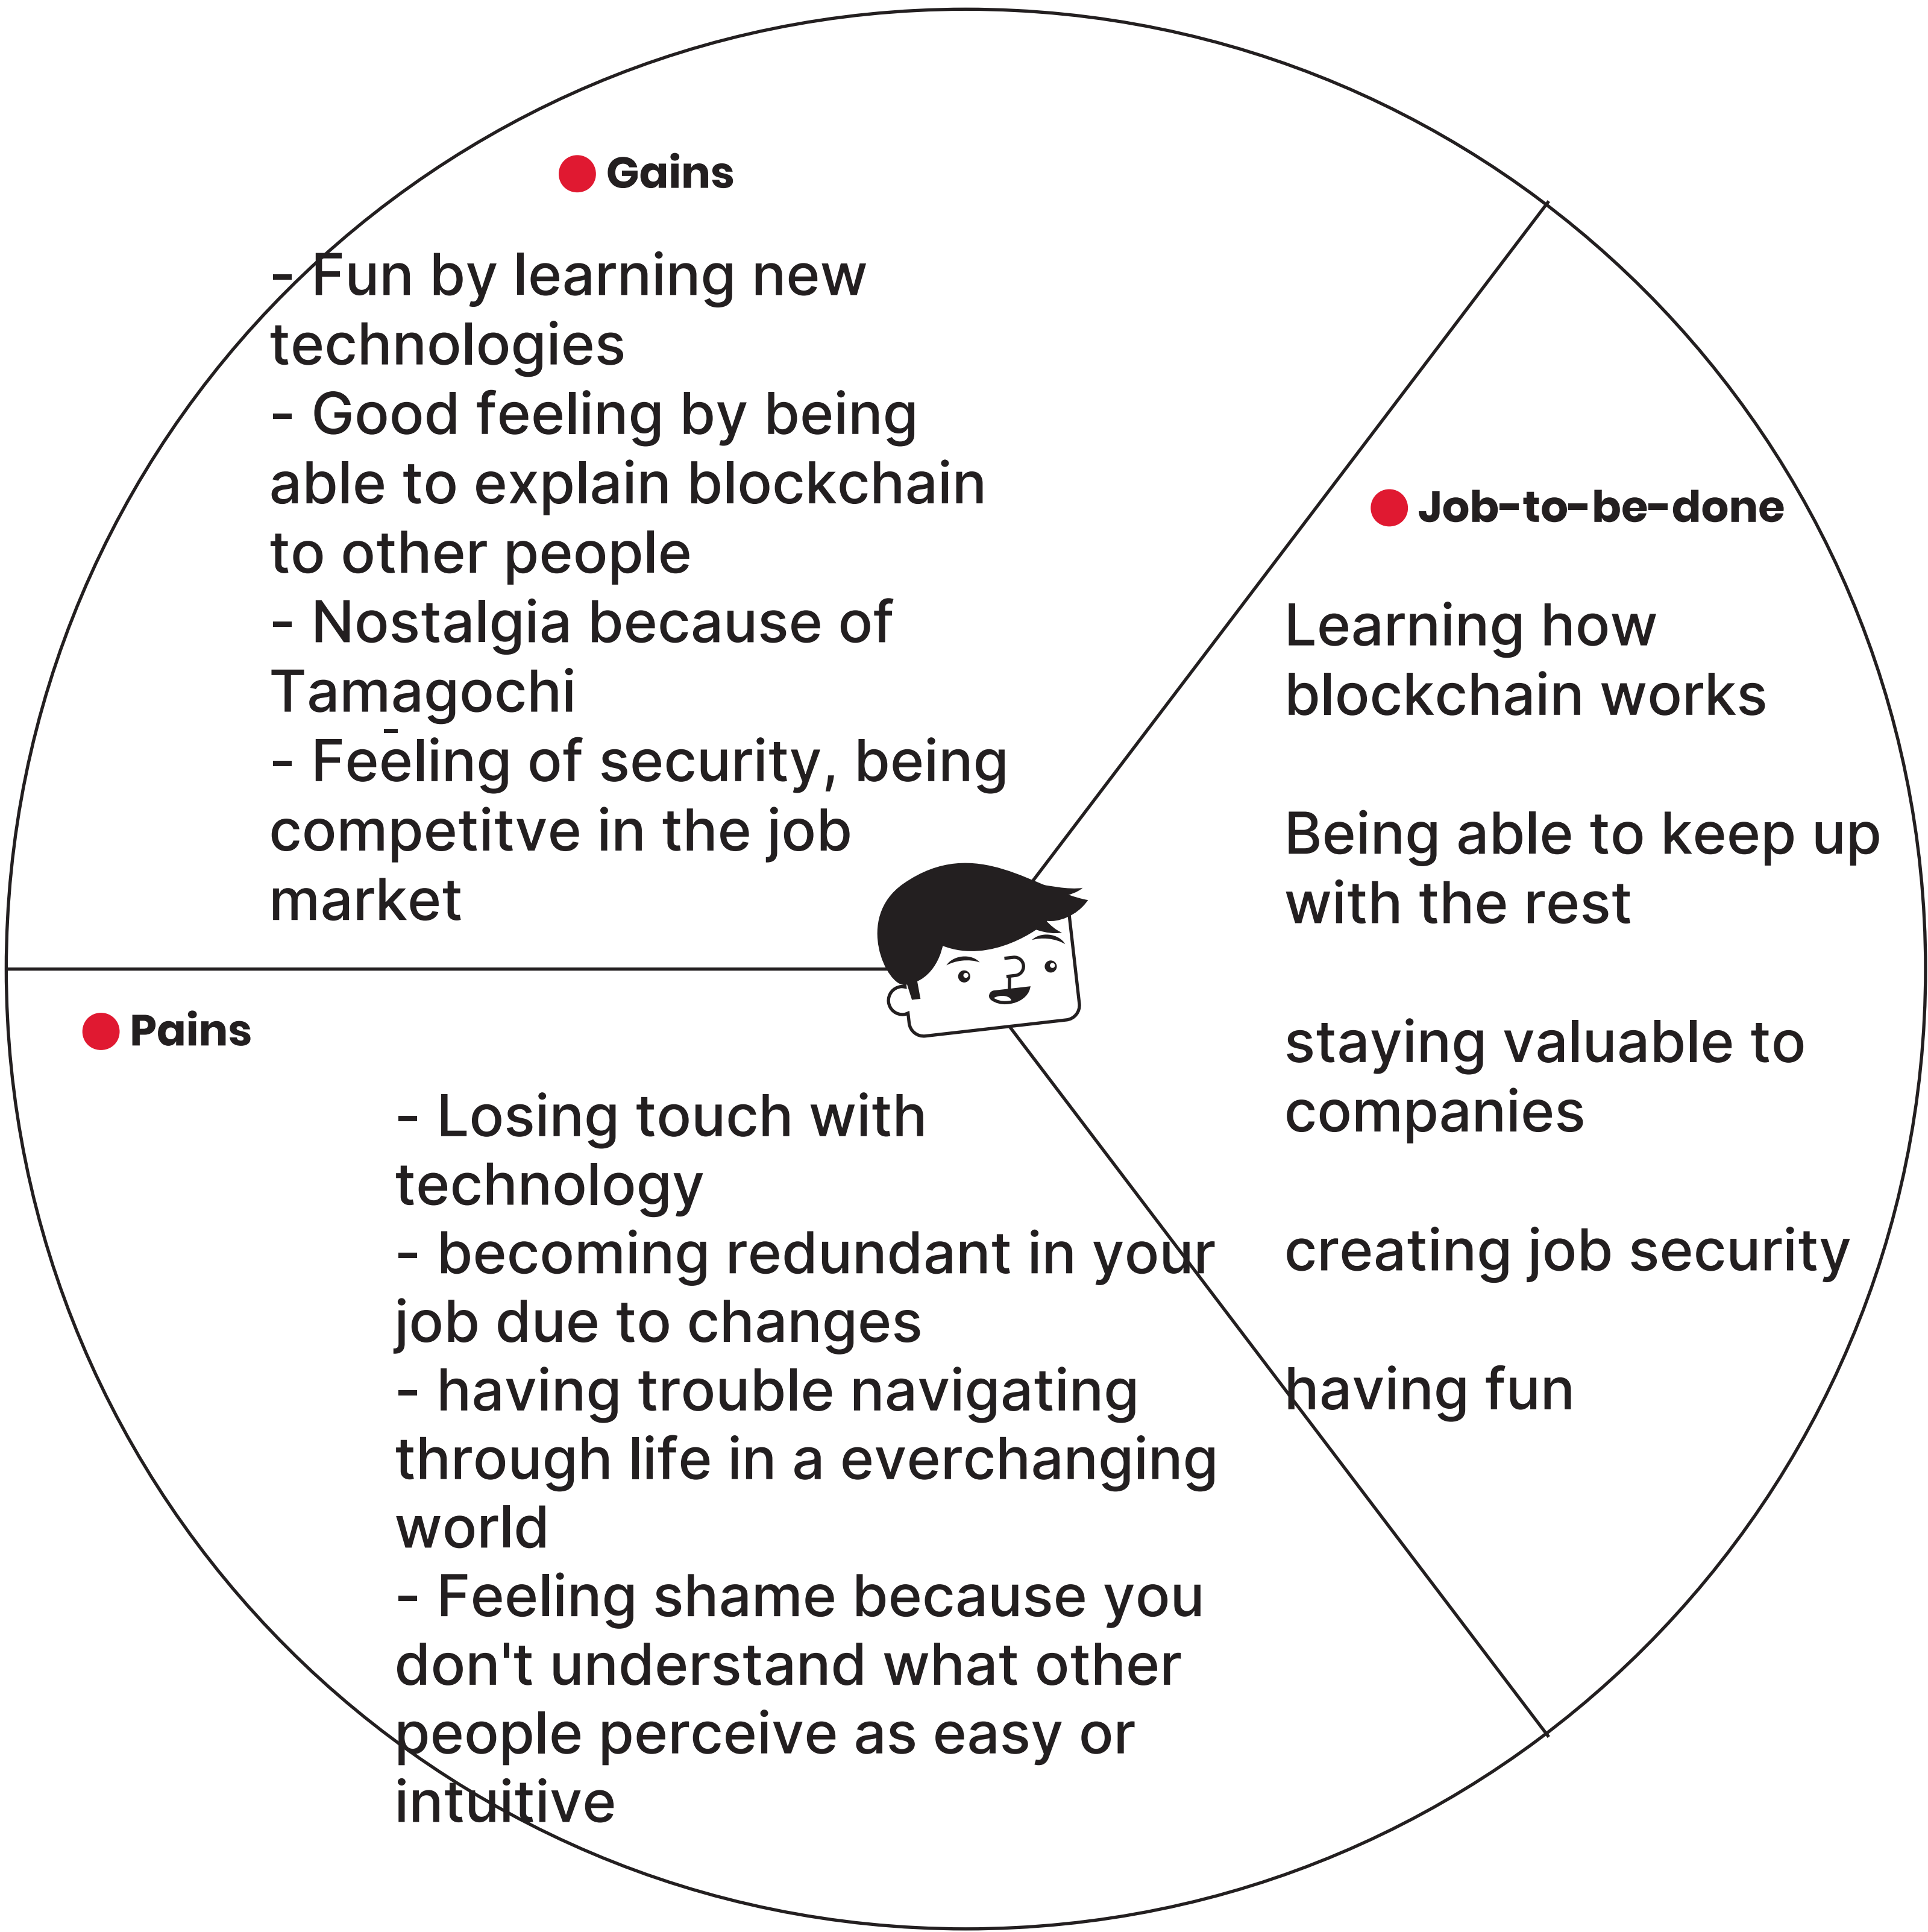 Gains
- Fun by learning new
technologies
- Good feeling by being
able to explain blockchain
to other people
- Nostalgia because of
Tamagochi
-
- Feeling of security, being
competitve in the job
market
Job-to-be-done
Learning how
blockchain works
Being able to keep up
with the rest
staying valuable to
companies
creating job security
having fun
Pains
- Losing touch with
technology
- becoming redundant in your
job due to changes
- having trouble navigating
through life in a everchanging
world
- Feeling shame because you
don't understand what other
people perceive as easy or
intuitive